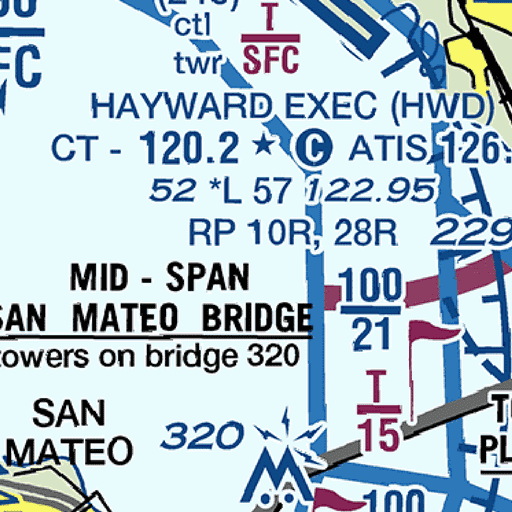 ctl
twr
T
SFC
HAYWARD EXEC (HWD)
CT - 120.2 ★ C ATIS 126.
52 *L 57 122.95
RP 10R, 28R 229
MID - SPAN
SAN MATEO BRIDGE
towers on bridge 320
100
21
T
15
SAN
MATEO
320
100